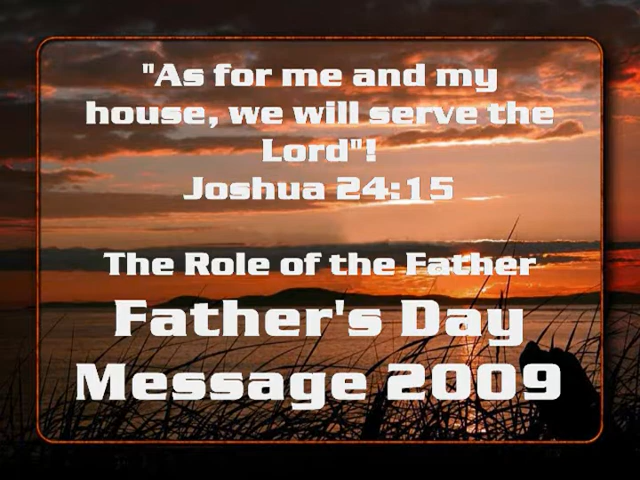 "As for me and my
house, we will serve the
Lord"!
Joshua 24:15
The Role of the Father
Father's Day
Message 2009